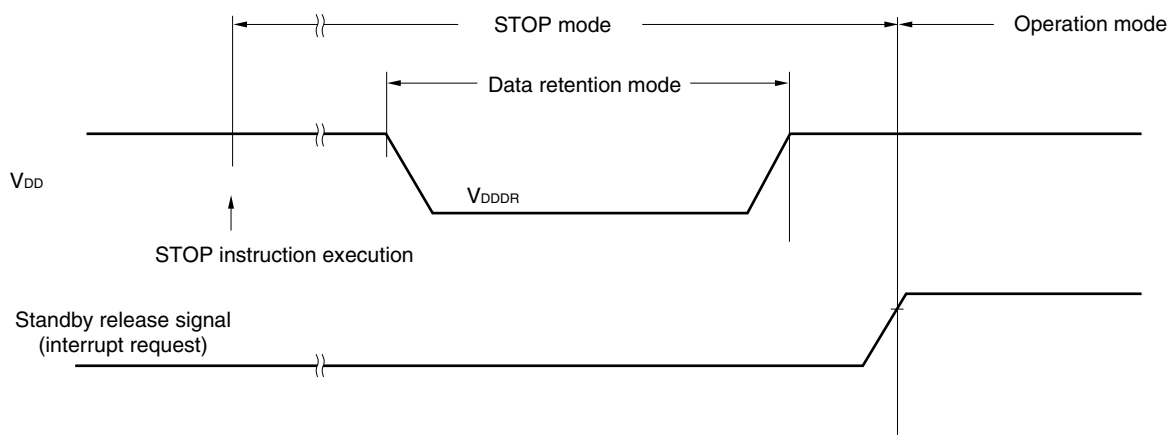 STOP mode
Operation mode
Data retention mode
VDD
VDDDR
STOP instruction execution
Standby release signal
(interrupt request)